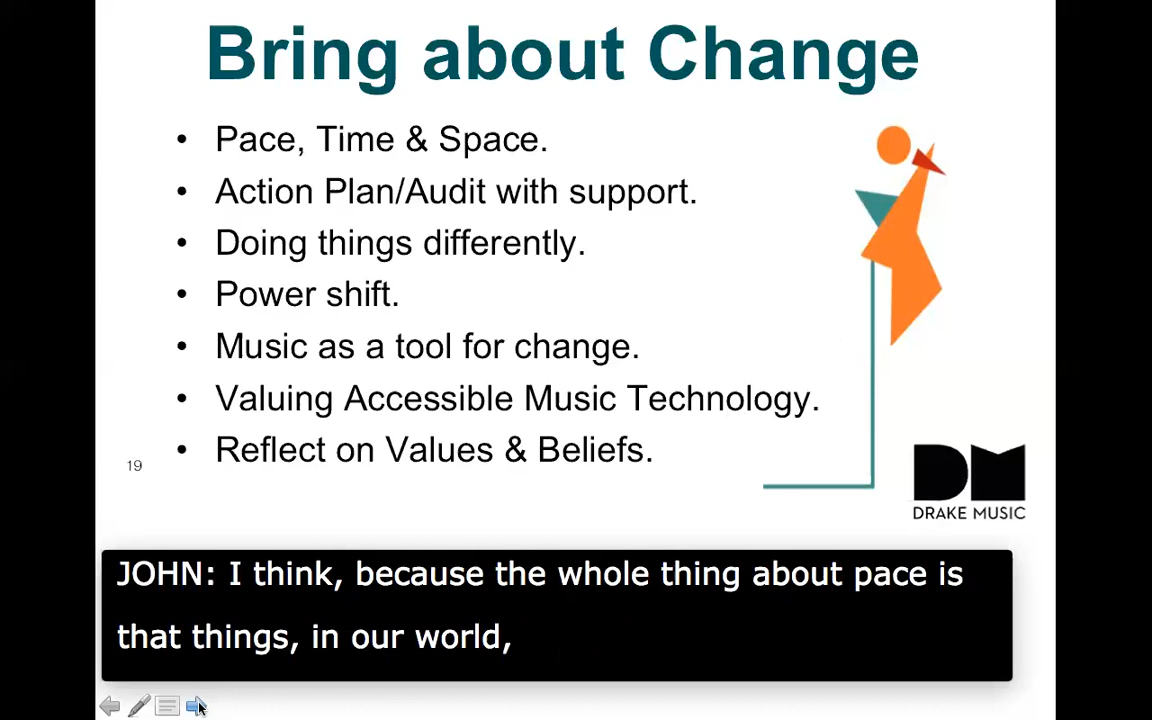 Bring about Change
• Pace, Time & Space.
• Action Plan/Audit with support.
• Doing things differently.
• Power shift.
• Music as a tool for change.
• Valuing Accessible Music Technology.
• Reflect on Values & Beliefs.
19
DM
DRAKE MUSIC
JOHN: I think, because the whole thing about pace is
that things, in our world,